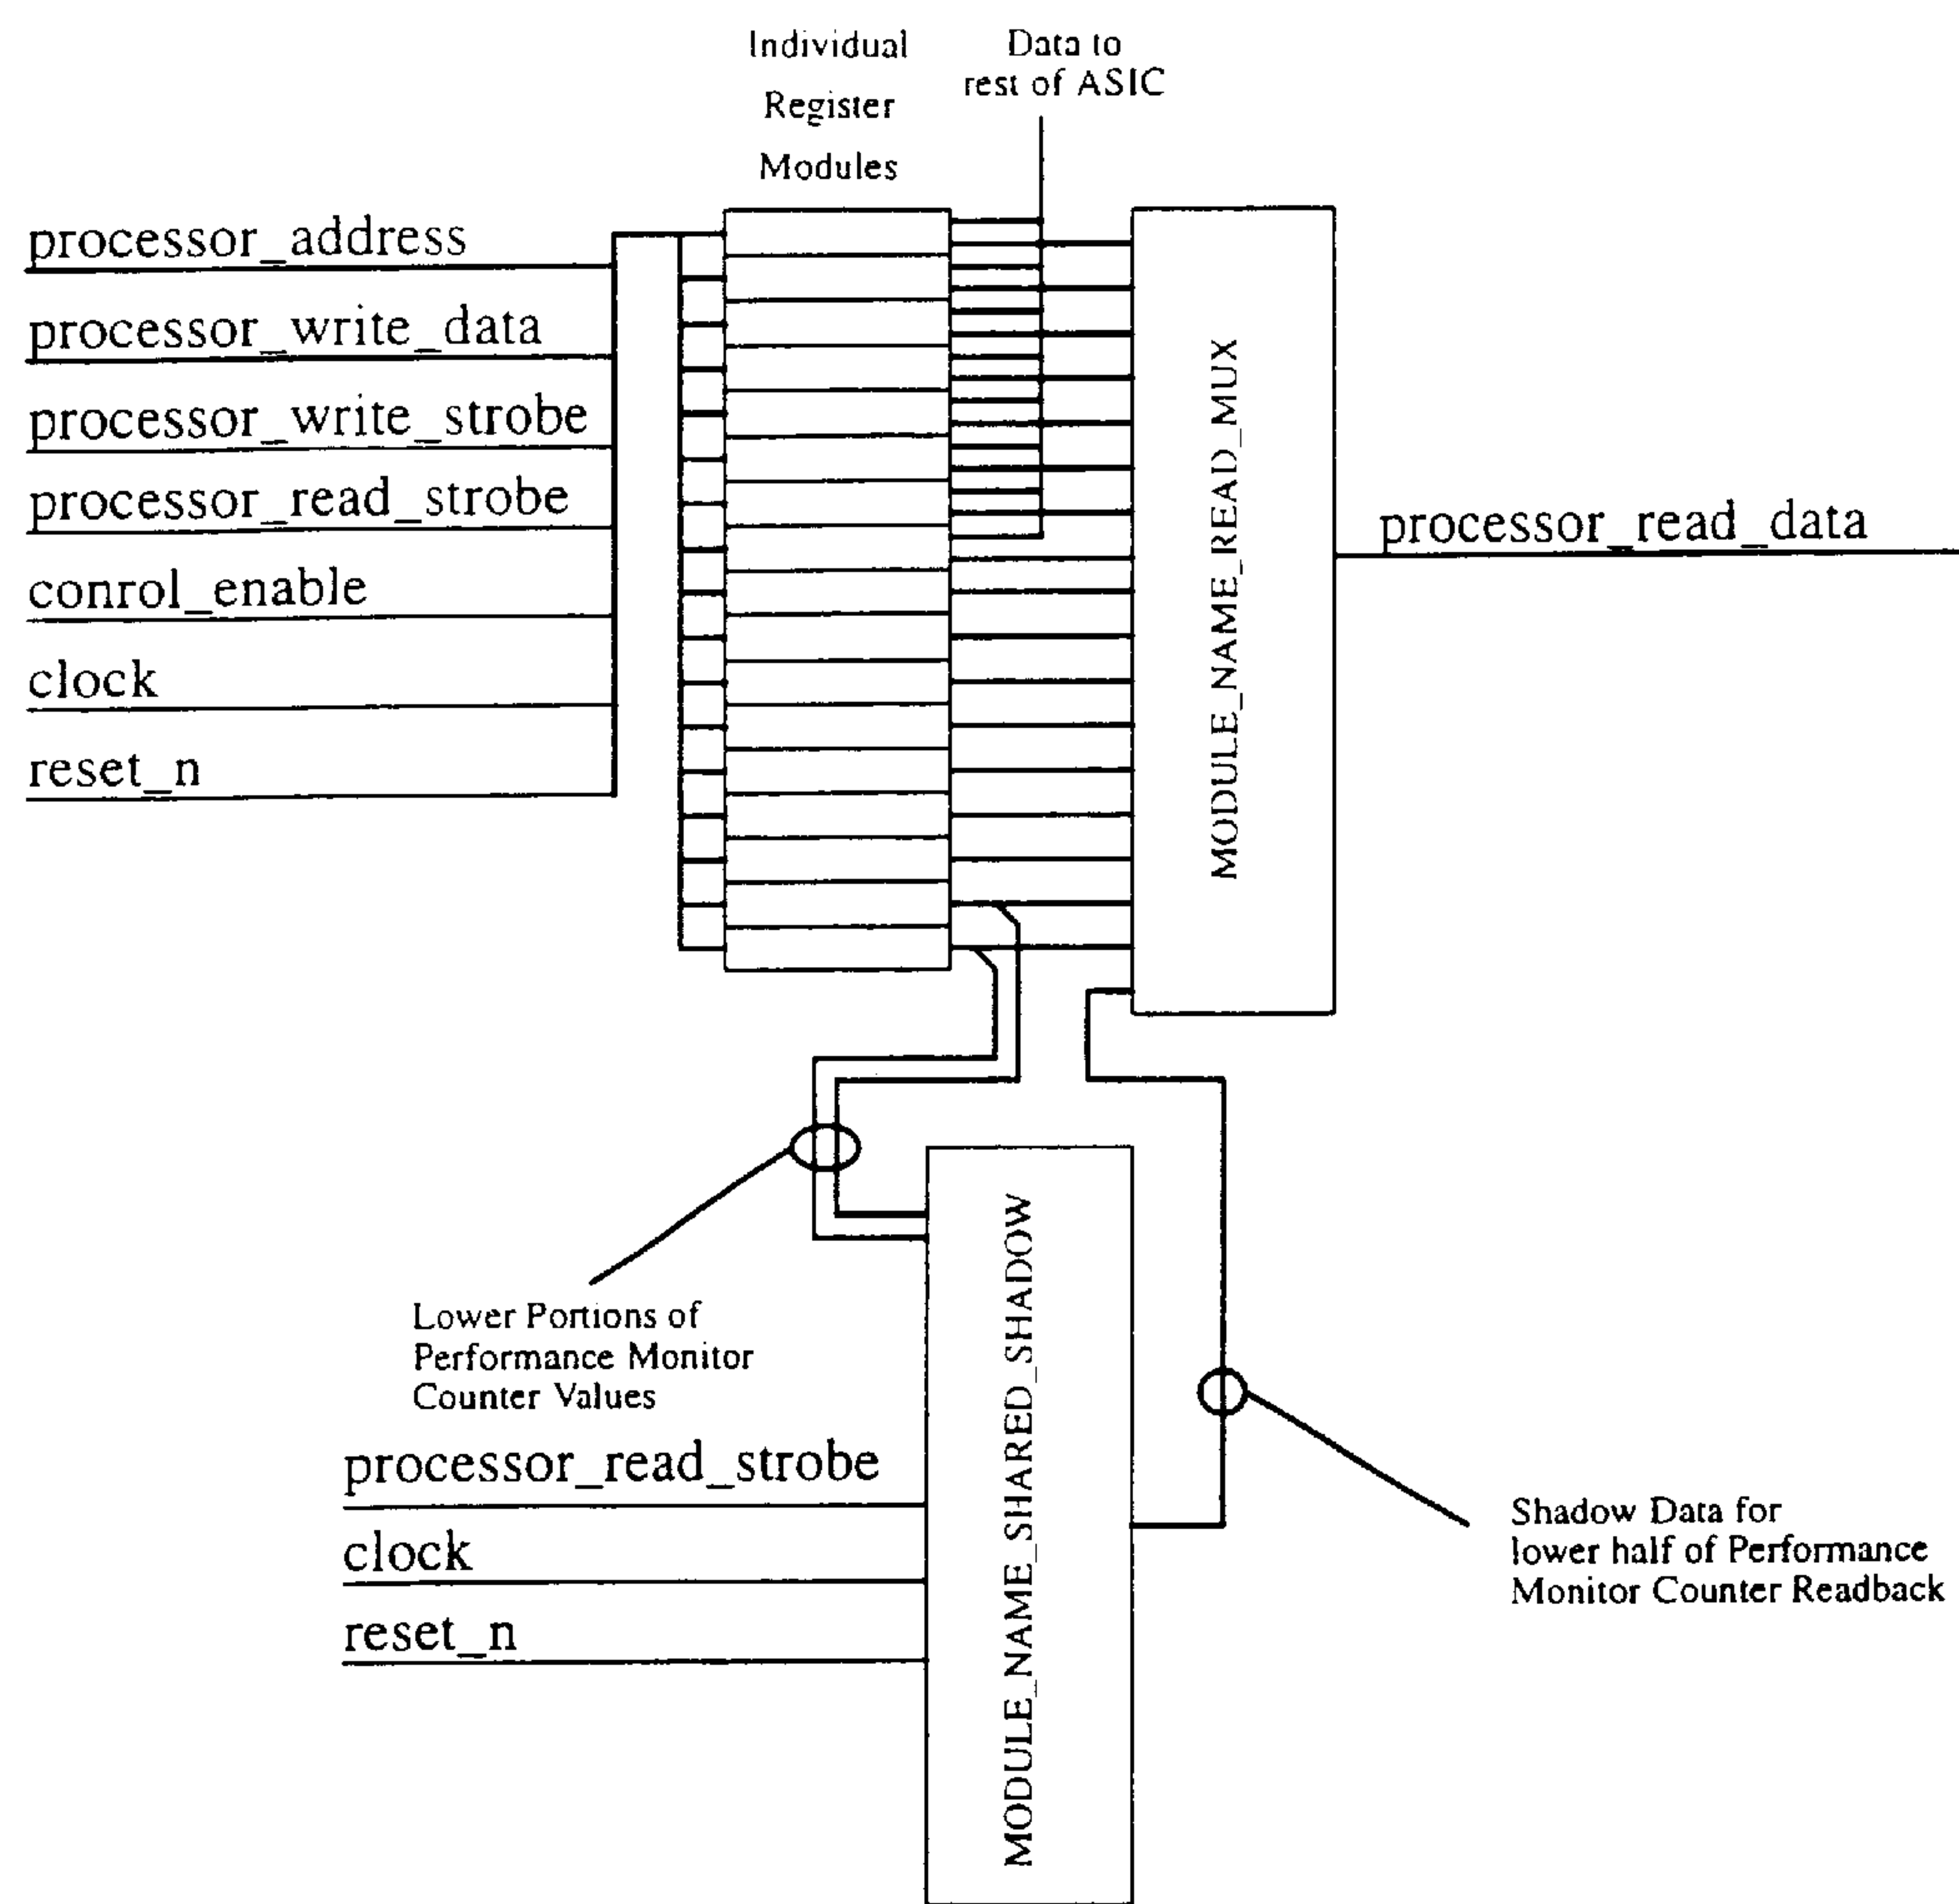 Individual
Register
Modules
Data to
rest of ASIC
processor_address
processor_write_data
processor_write_strobe
processor_read_strobe
conrol_enable
clock
reset_n
MODULE_NAME_READ_MUX
processor_read_data
Lower Portions of
Performance Monitor
Counter Values
processor_read_strobe
clock
reset_n
MODULE_NAME_SHARED_SHADOW
Shadow Data for
lower half of Performance
Monitor Counter Readback